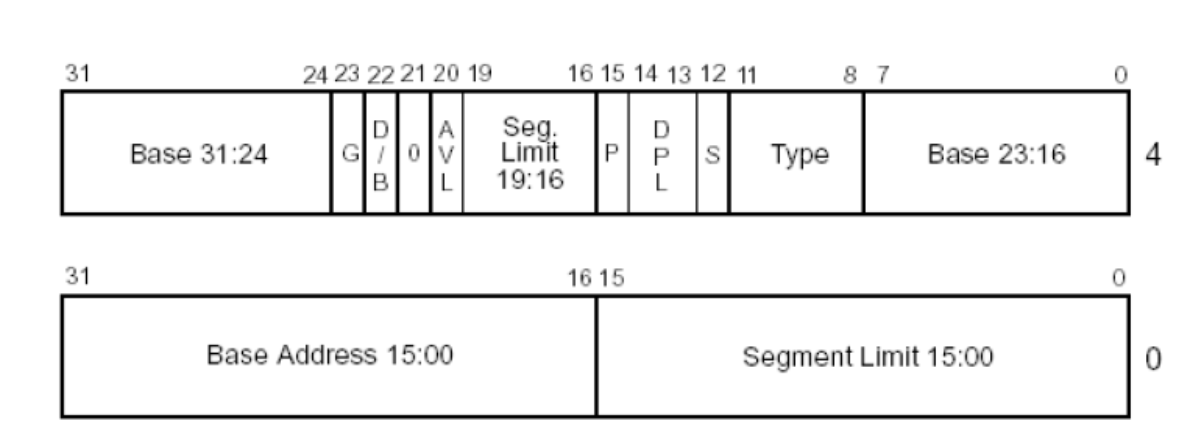 31 24 23 22 21 20 19 16 15 14 13 12 11 8 7 0
Base 31:24 G D/B 0 AVL Seg. Limit 19:16 P DPL S Type Base 23:16 4
31 16 15 0
Base Address 15:00 Segment Limit 15:00 0